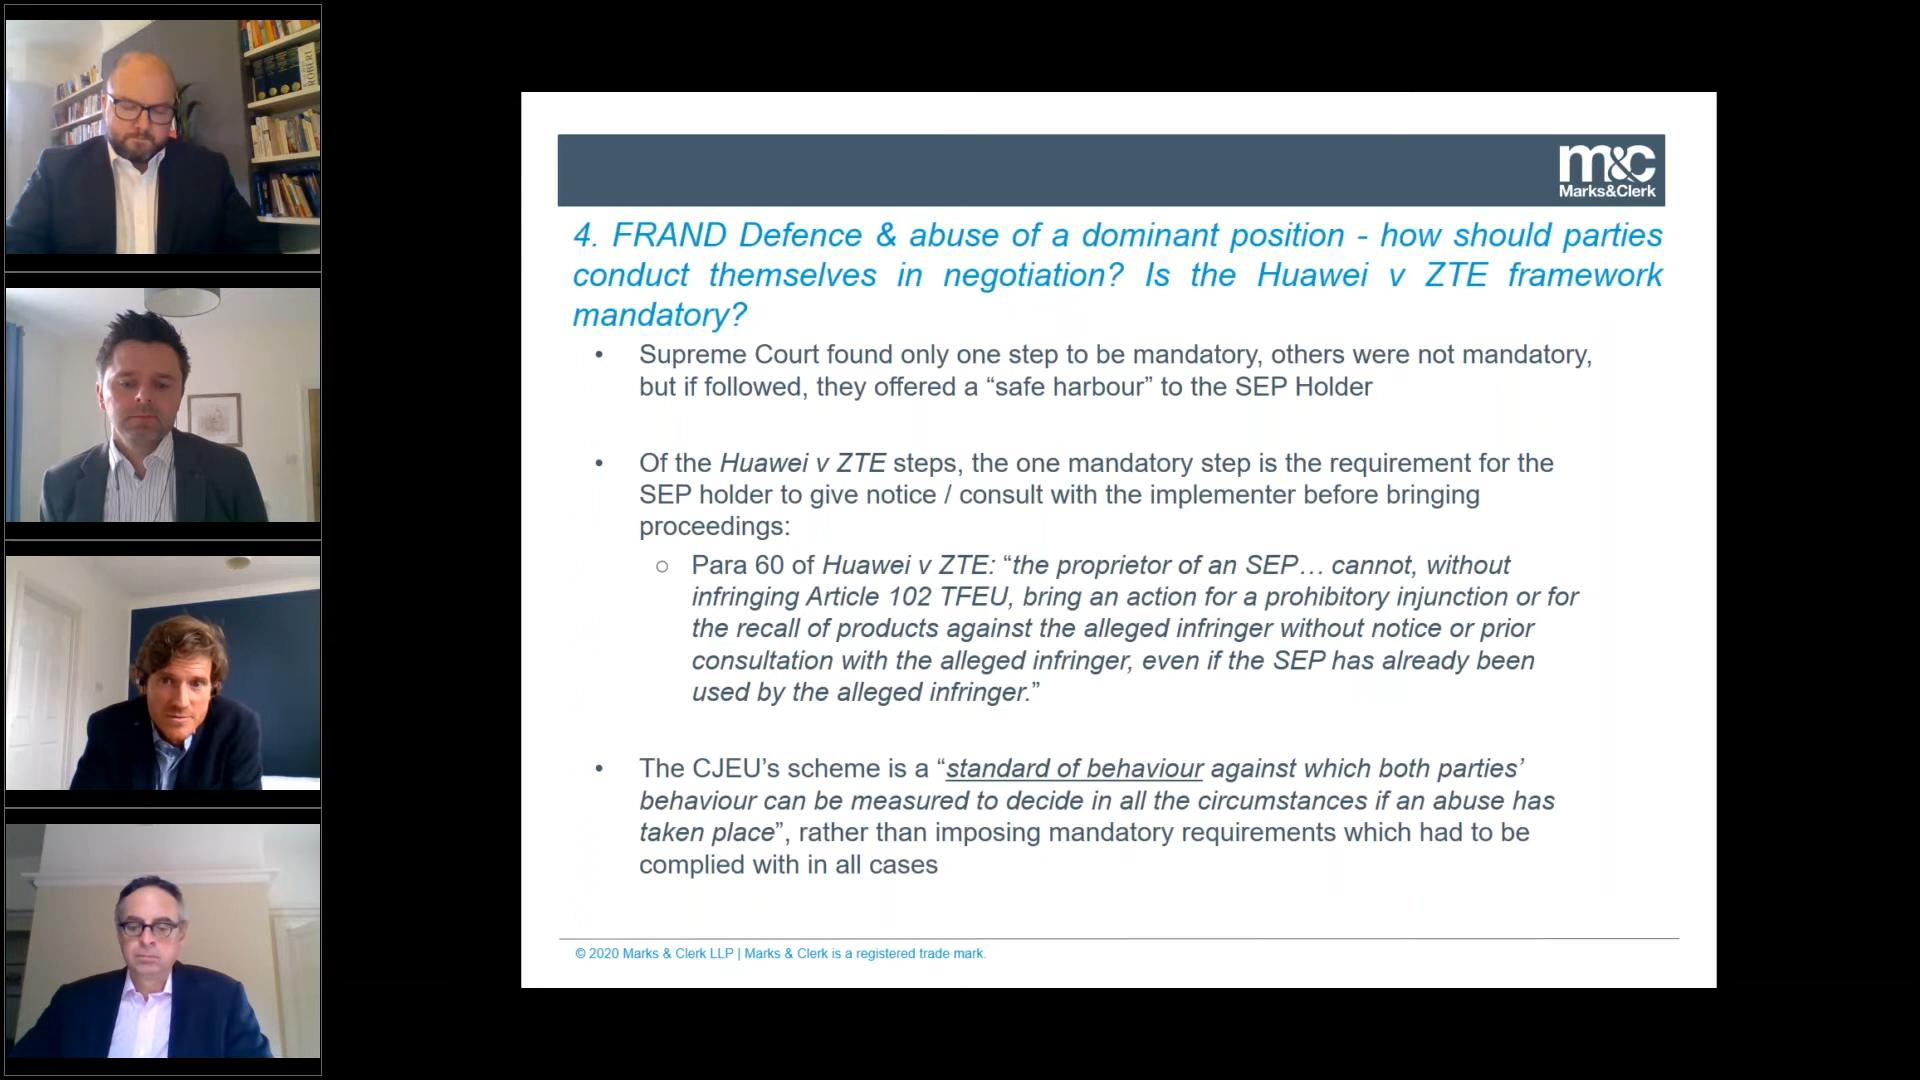 ROBERT
m&c
Marks&Clerk
4. FRAND Defence & abuse of a dominant position - how should parties
conduct themselves in negotiation? Is the Huawei v ZTE framework
mandatory?
• Supreme Court found only one step to be mandatory, others were not mandatory,
but if followed, they offered a “safe harbour” to the SEP Holder
• Of the Huawei v ZTE steps, the one mandatory step is the requirement for the
SEP holder to give notice / consult with the implementer before bringing
proceedings:
○ Para 60 of Huawei v ZTE: “the proprietor of an SEP… cannot, without
infringing Article 102 TFEU, bring an action for a prohibitory injunction or for
the recall of products against the alleged infringer without notice or prior
consultation with the alleged infringer, even if the SEP has already been
used by the alleged infringer.”
• The CJEU’s scheme is a “standard of behaviour against which both parties’
behaviour can be measured to decide in all the circumstances if an abuse has
taken place”, rather than imposing mandatory requirements which had to be
complied with in all cases
© 2020 Marks & Clerk LLP | Marks & Clerk is a registered trade mark.